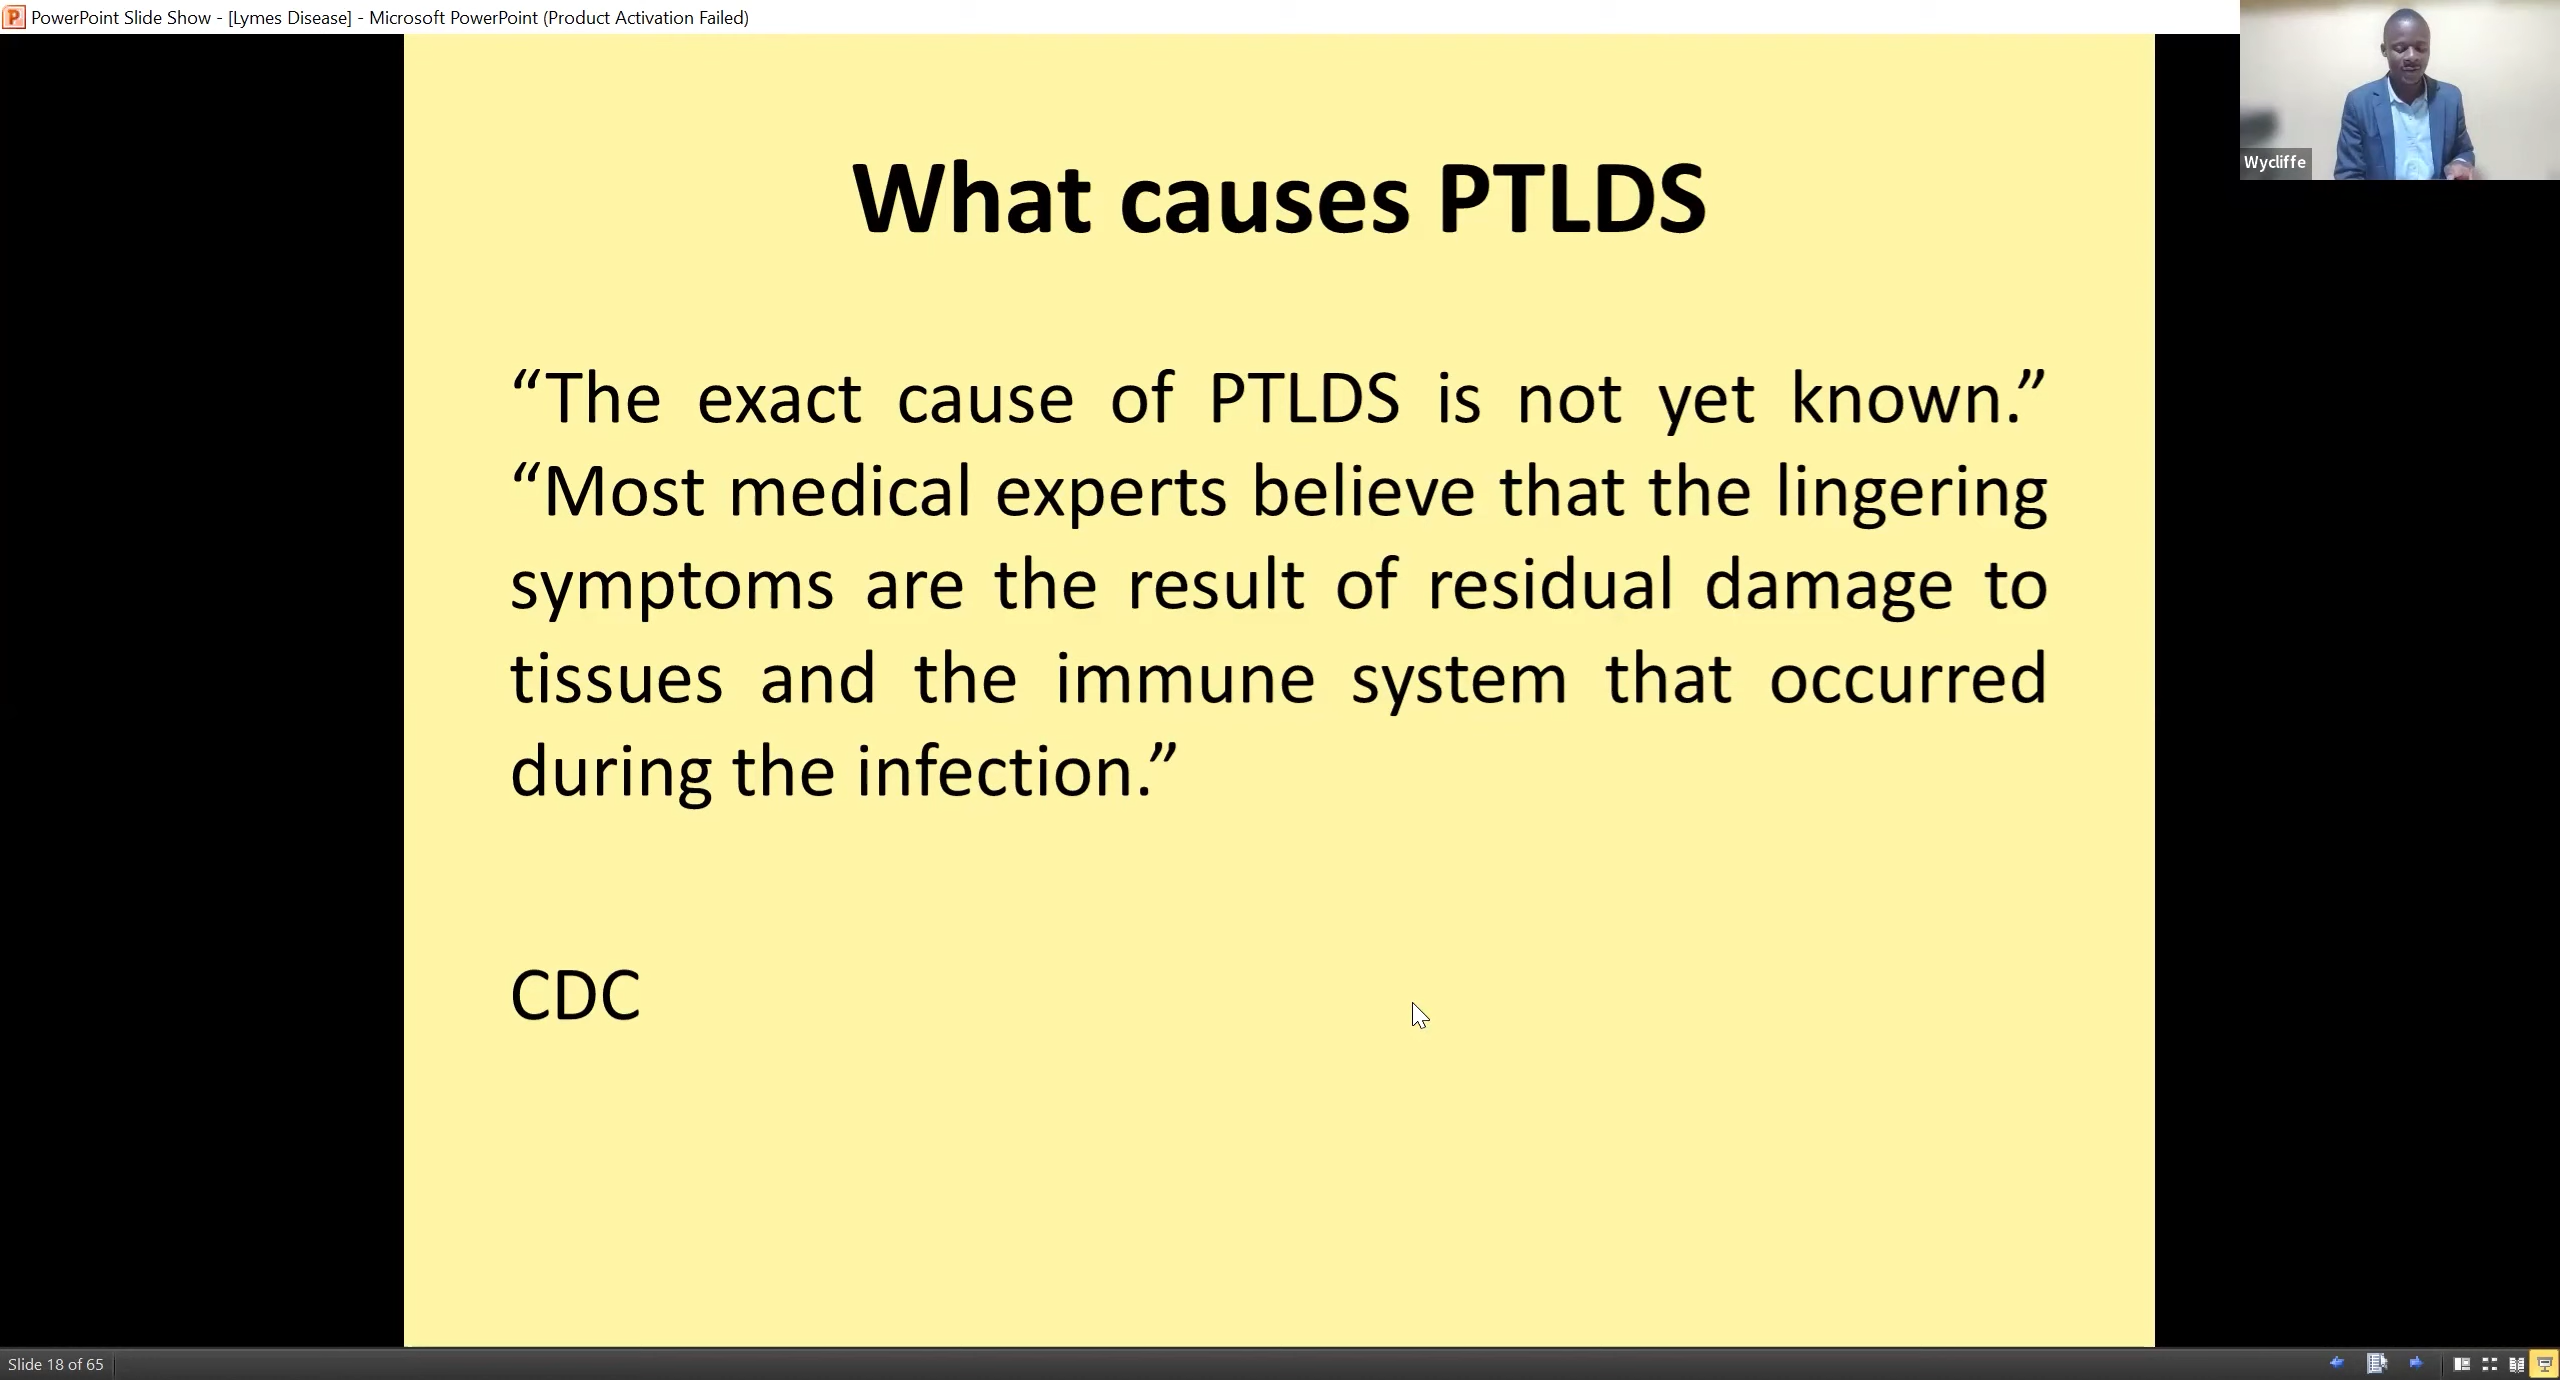 PowerPoint Slide Show - [Lymes Disease] - Microsoft PowerPoint (Product Activation Failed)
Wycliffe
What causes PTLDS
“The exact cause of PTLDS is not yet known.”
“Most medical experts believe that the lingering
symptoms are the result of residual damage to
tissues and the immune system that occurred
during the infection.”
CDC
Slide 18 of 65